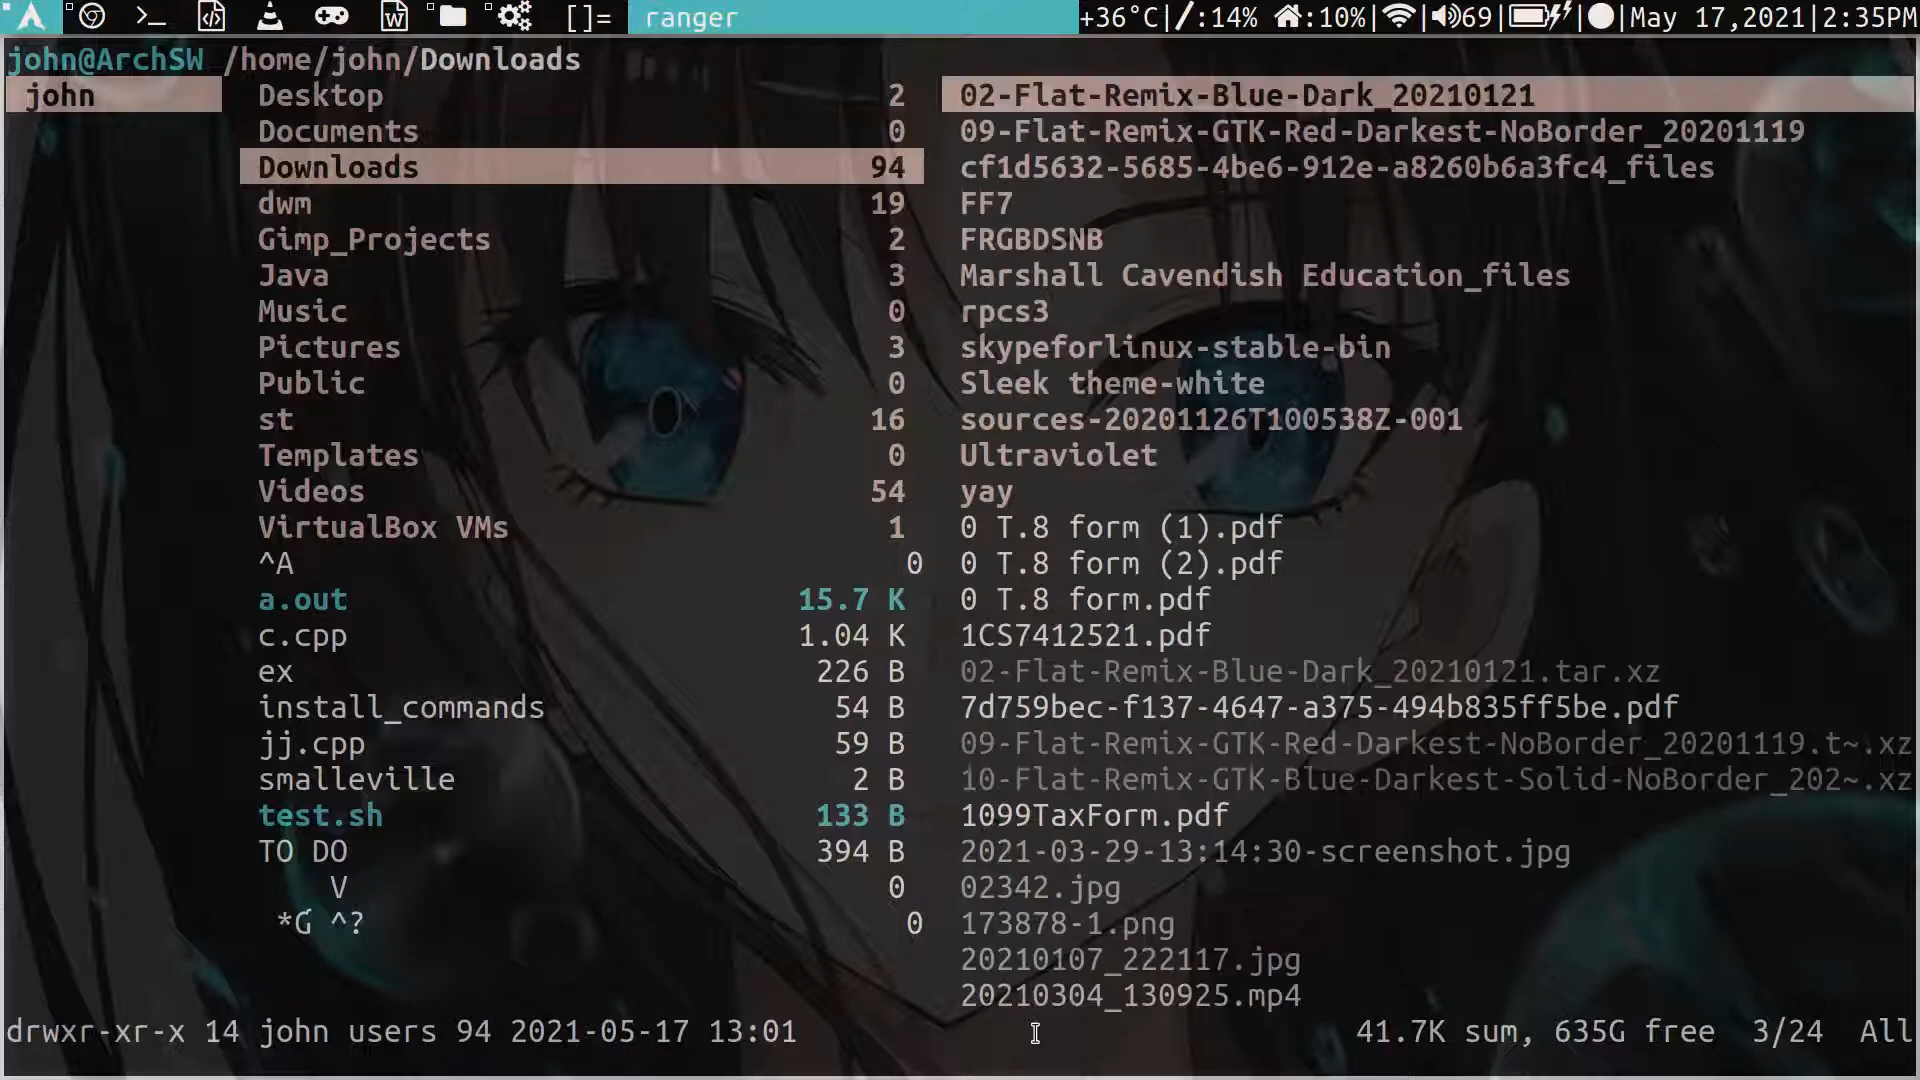 []= ranger +36°C|/:14% :10%| |69| | |May 17,2021|2:35PM
john@ArchSW /home/john/Downloads
john
Desktop 2
Documents 0
Downloads 94
dwm 19
Gimp_Projects 2
Java 3
Music 0
Pictures 3
Public 0
st 16
Templates 0
Videos 54
VirtualBox VMs 1
^A 0
a.out 15.7 K
c.cpp 1.04 K
ex 226 B
install_commands 54 B
jj.cpp 59 B
smalleville 2 B
test.sh 133 B
TO DO 394 B
V 0
*Ɠ ^? 0
02-Flat-Remix-Blue-Dark_20210121
09-Flat-Remix-GTK-Red-Darkest-NoBorder_20201119
cf1d5632-5685-4be6-912e-a8260b6a3fc4_files
FF7
FRGBDSNB
Marshall Cavendish Education_files
rpcs3
skypeforlinux-stable-bin
Sleek theme-white
sources-20201126T100538Z-001
Ultraviolet
yay
0 T.8 form (1).pdf
0 T.8 form (2).pdf
0 T.8 form.pdf
1CS7412521.pdf
02-Flat-Remix-Blue-Dark_20210121.tar.xz
7d759bec-f137-4647-a375-494b835ff5be.pdf
09-Flat-Remix-GTK-Red-Darkest-NoBorder_20201119.t~.xz
10-Flat-Remix-GTK-Blue-Darkest-Solid-NoBorder_202~.xz
1099TaxForm.pdf
2021-03-29-13:14:30-screenshot.jpg
02342.jpg
173878-1.png
20210107_222117.jpg
20210304_130925.mp4
drwxr-xr-x 14 john users 94 2021-05-17 13:01 41.7K sum, 635G free 3/24 All